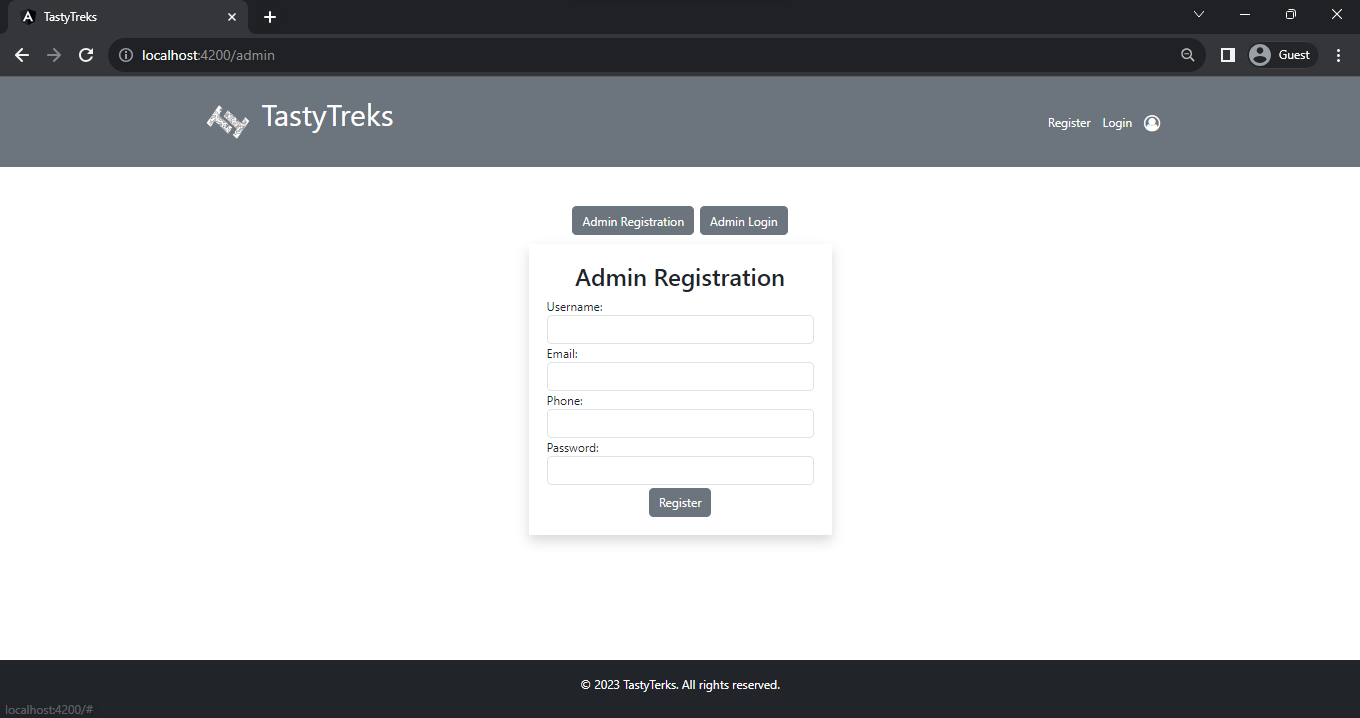 TastyTreks
localhost:4200/admin
Guest
TastyTreks
Register Login
Admin Registration Admin Login
Admin Registration
Username:
Email:
Phone:
Password:
Register
© 2023 TastyTerks. All rights reserved.
localhost:4200/#